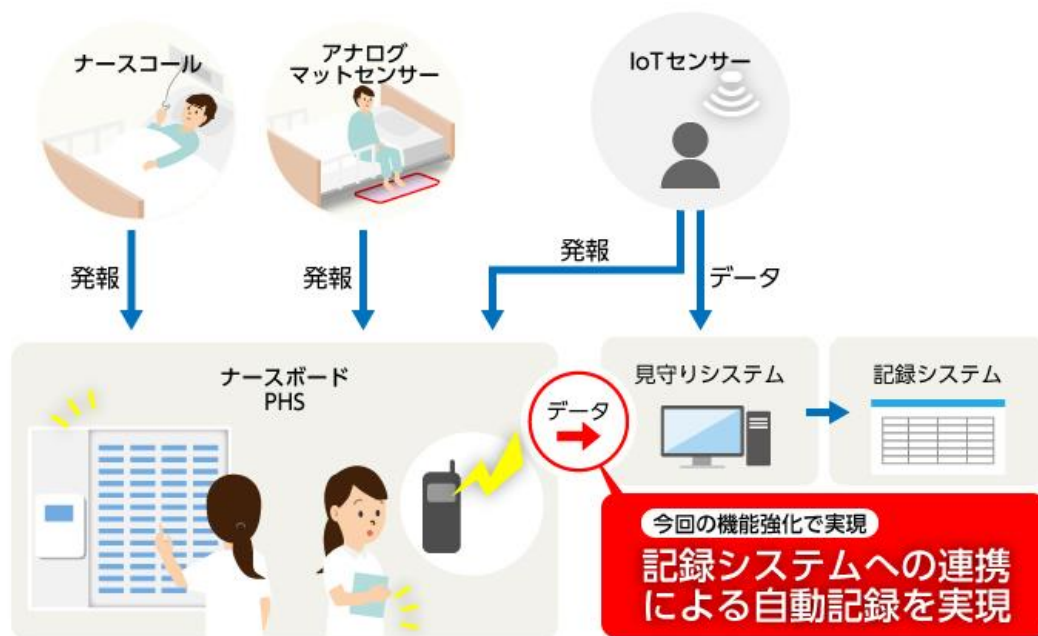 ナースコール
アナログ
マットセンサー
IoTセンサー
発報
発報
発報
データ
ナースボード
PHS
データ
見守りシステム
記録システム
今回の機能強化で実現
記録システムへの連携
による自動記録を実現